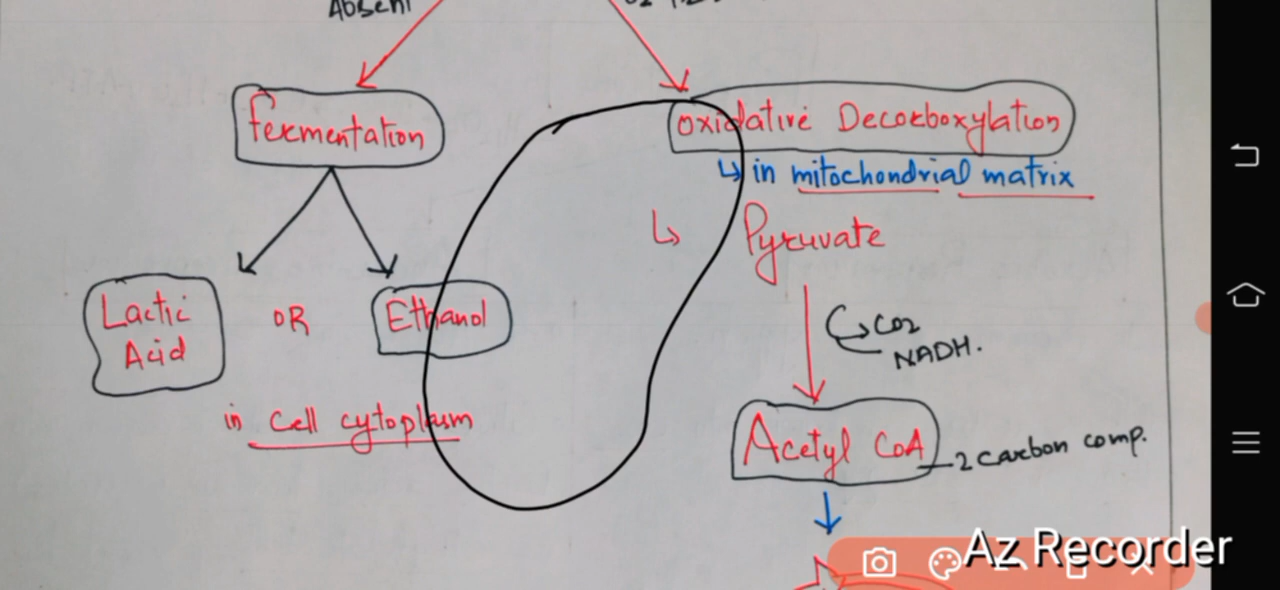 Absent
fermentation
oxidative Decarboxylation
↳ in mitochondrial matrix
↳ Pyruvate
Lactic
Acid
OR
Ethanol
CO2
NADH.
in Cell cytoplasm
Acetyl CoA
2 carbon comp.
Az Recorder